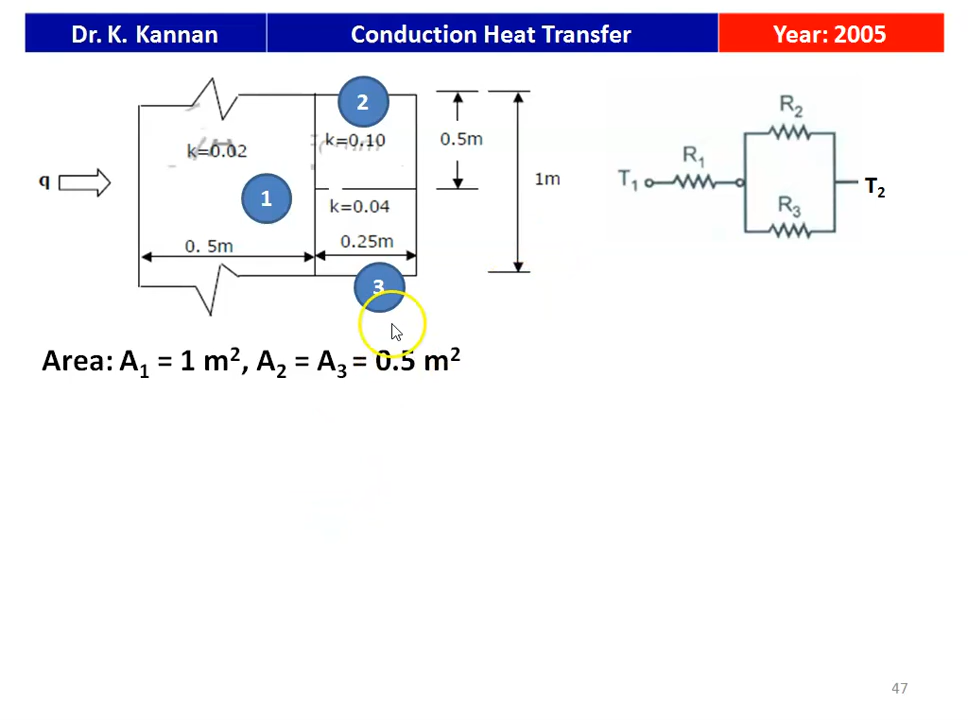 Dr. K. Kannan
Conduction Heat Transfer
Year: 2005
2
k=0.02
k=0.10
0.5m
R2
R1
q
1
k=0.04
1m
T1
T2
R3
0. 5m
0.25m
3
Area: A1 = 1 m², A2 = A3 = 0.5 m²
47